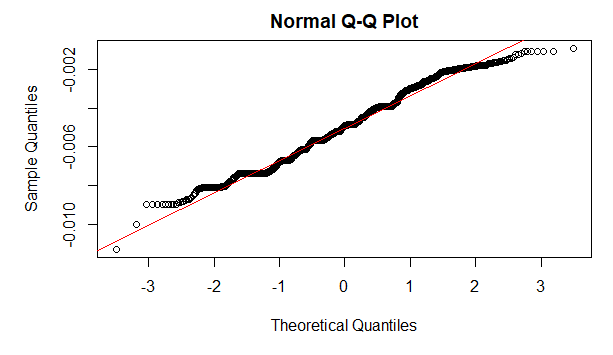 Normal Q-Q Plot
Sample Quantiles
-0.002
-0.006
-0.010
-3 -2 -1 0 1 2 3
Theoretical Quantiles